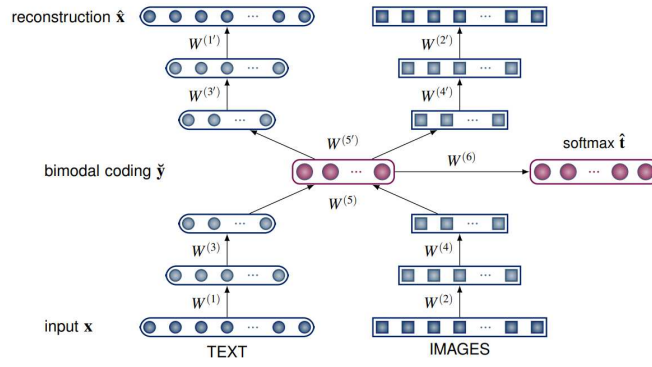 reconstruction x̂
W^(1′)
W^(2′)
W^(3′)
W^(4′)
W^(5′)
softmax t̂
bimodal coding y̌
W^(6)
W^(5)
W^(3)
W^(4)
W^(1)
W^(2)
input x
TEXT
IMAGES